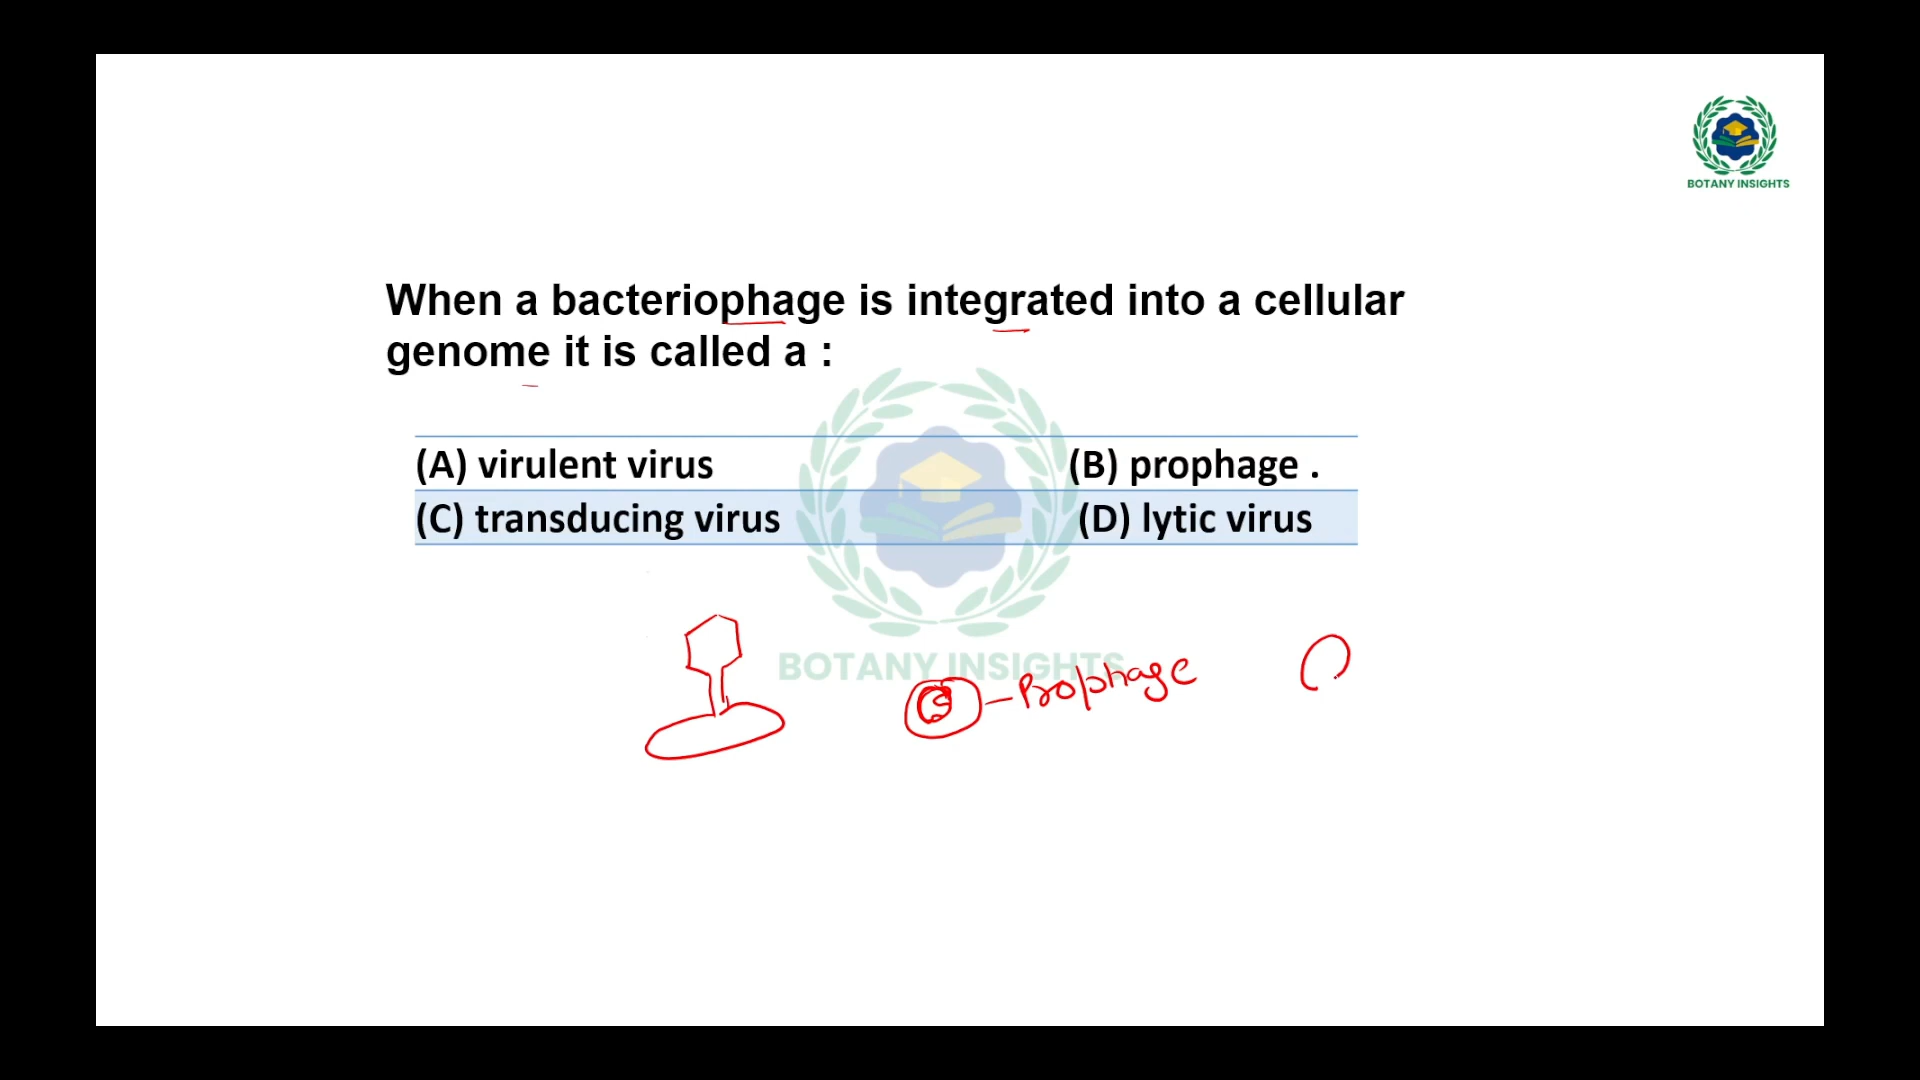 BOTANY INSIGHTS
When a bacteriophage is integrated into a cellular
genome it is called a :
(A) virulent virus (B) prophage .
(C) transducing virus (D) lytic virus
BOTANY INSIGHTS
Prophage